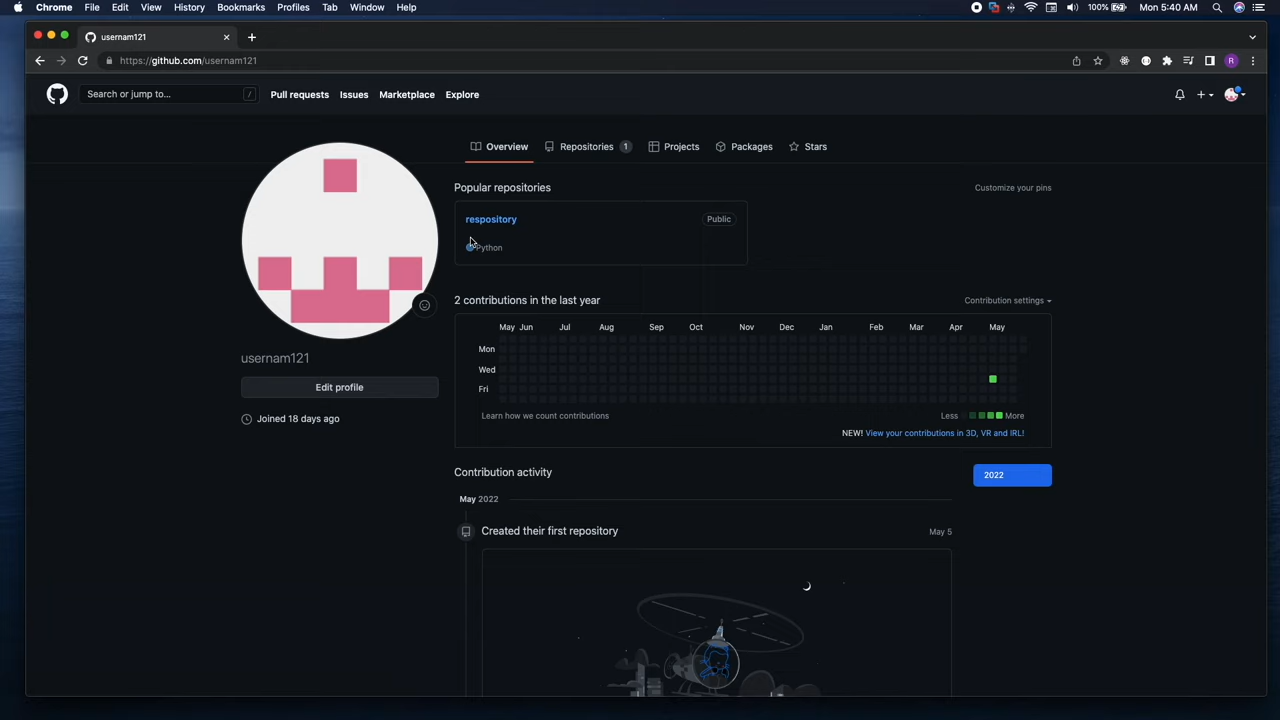 Chrome File Edit View History Bookmarks Profiles Tab Window Help 100% Mon 5:40 AM
usernam121
https://github.com/usernam121 R
Search or jump to... / Pull requests Issues Marketplace Explore
Overview Repositories 1 Projects Packages Stars
Popular repositories Customize your pins
respository Public
Python
2 contributions in the last year Contribution settings
May Jun Jul Aug Sep Oct Nov Dec Jan Feb Mar Apr May
Mon
Wed
Fri
Learn how we count contributions Less More
NEW! View your contributions in 3D, VR and IRL!
usernam121
Edit profile
Joined 18 days ago
Contribution activity 2022
May 2022
Created their first repository May 5